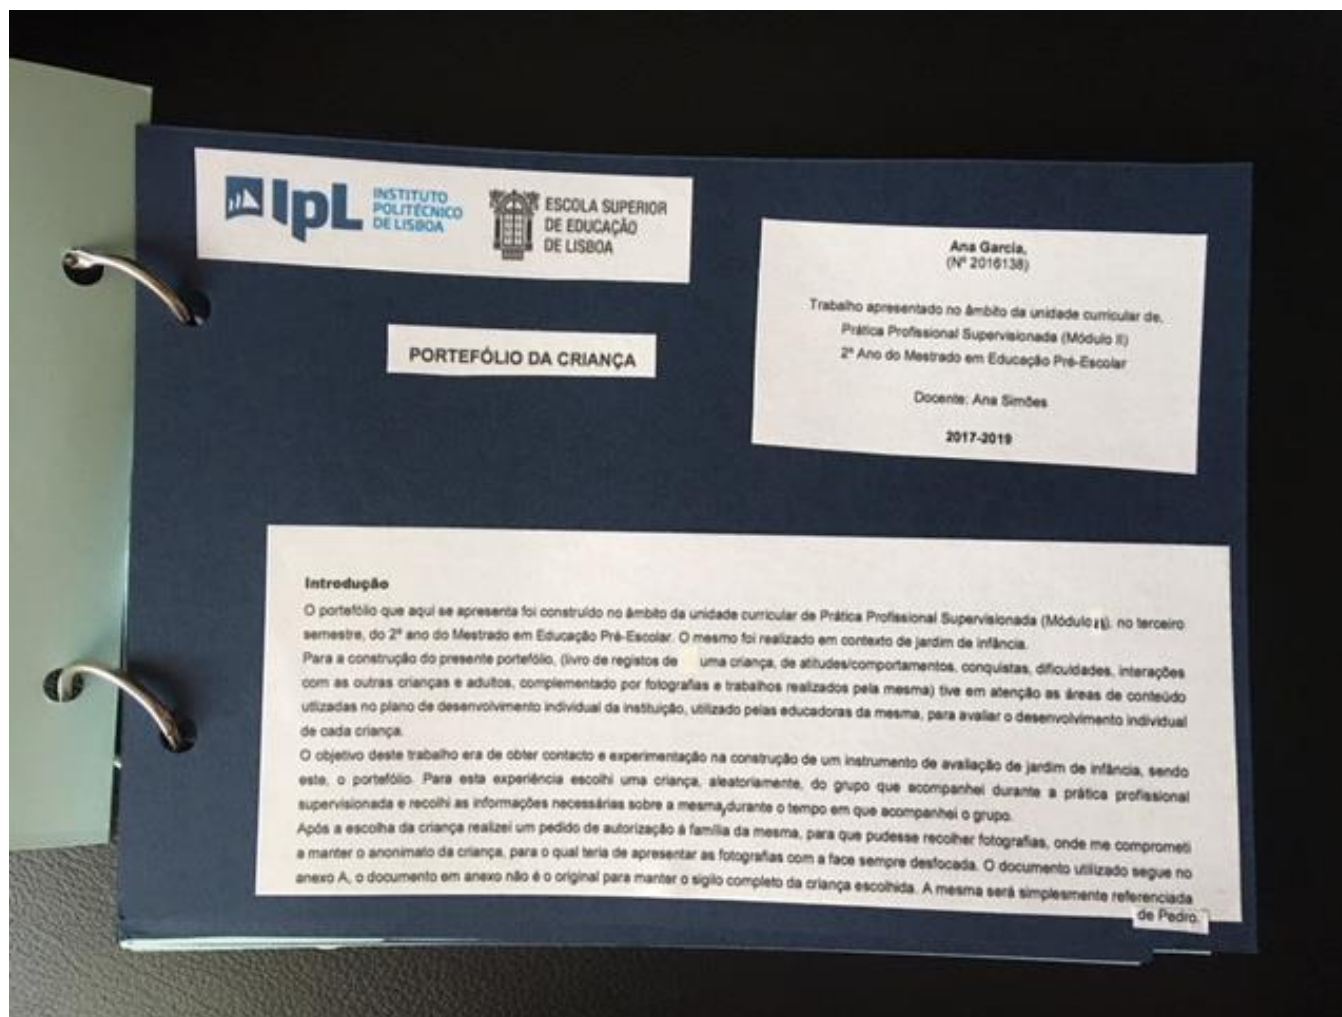 IpL
INSTITUTO
POLITÉCNICO
DE LISBOA
ESCOLA SUPERIOR
DE EDUCAÇÃO
DE LISBOA
PORTEFÓLIO DA CRIANÇA
Ana Garcia,
(Nº 2016138)
Trabalho apresentado no âmbito da unidade curricular de,
Prática Profissional Supervisionada (Módulo II)
2º Ano do Mestrado em Educação Pré-Escolar
Docente: Ana Simões
2017-2019
Introdução
O portefólio que aqui se apresenta foi construído no âmbito da unidade curricular de Prática Profissional Supervisionada (Módulo II), no terceiro
semestre, do 2º ano do Mestrado em Educação Pré-Escolar. O mesmo foi realizado em contexto de jardim de infância.
Para a construção do presente portefólio, (livro de registos de uma criança, de atitudes/comportamentos, conquistas, dificuldades, interações
com as outras crianças e adultos, complementado por fotografias e trabalhos realizados pela mesma) tive em atenção as áreas de conteúdo
utilizadas no plano de desenvolvimento individual da instituição, utilizado pelas educadoras da mesma, para avaliar o desenvolvimento individual
de cada criança.
O objetivo deste trabalho era de obter contacto e experimentação na construção de um instrumento de avaliação de jardim de infância, sendo
este, o portefólio. Para esta experiência escolhi uma criança, aleatoriamente, do grupo que acompanhei durante a prática profissional
supervisionada e recolhi as informações necessárias sobre a mesma, durante o tempo em que acompanhei o grupo.
Após a escolha da criança realizei um pedido de autorização à família da mesma, para que pudesse recolher fotografias, onde me comprometi
a manter o anonimato da criança, para o qual teria de apresentar as fotografias com a face sempre desfocada. O documento utilizado segue no
anexo A, o documento em anexo não é o original para manter o sigilo completo da criança escolhida. A mesma será simplesmente referenciada
de Pedro.